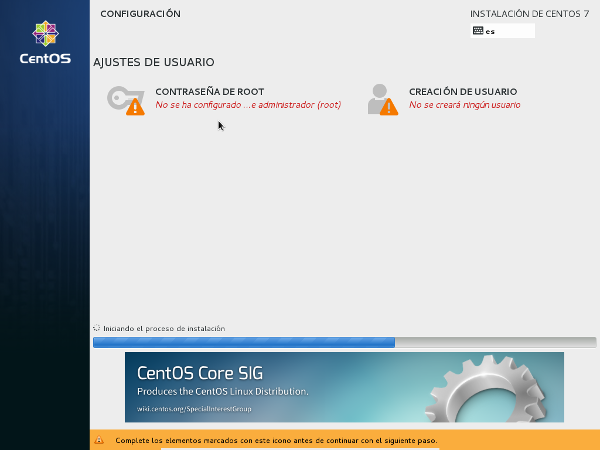 CONFIGURACIÓN
INSTALACIÓN DE CENTOS 7
es
CentOS
AJUSTES DE USUARIO
CONTRASEÑA DE ROOT
No se ha configurado ...e administrador (root)
CREACIÓN DE USUARIO
No se creará ningún usuario
Iniciando el proceso de instalación
CentOS Core SIG
Produces the CentOS Linux Distribution.
wiki.centos.org/SpecialInterestGroup
Complete los elementos marcados con este icono antes de continuar con el siguiente paso.